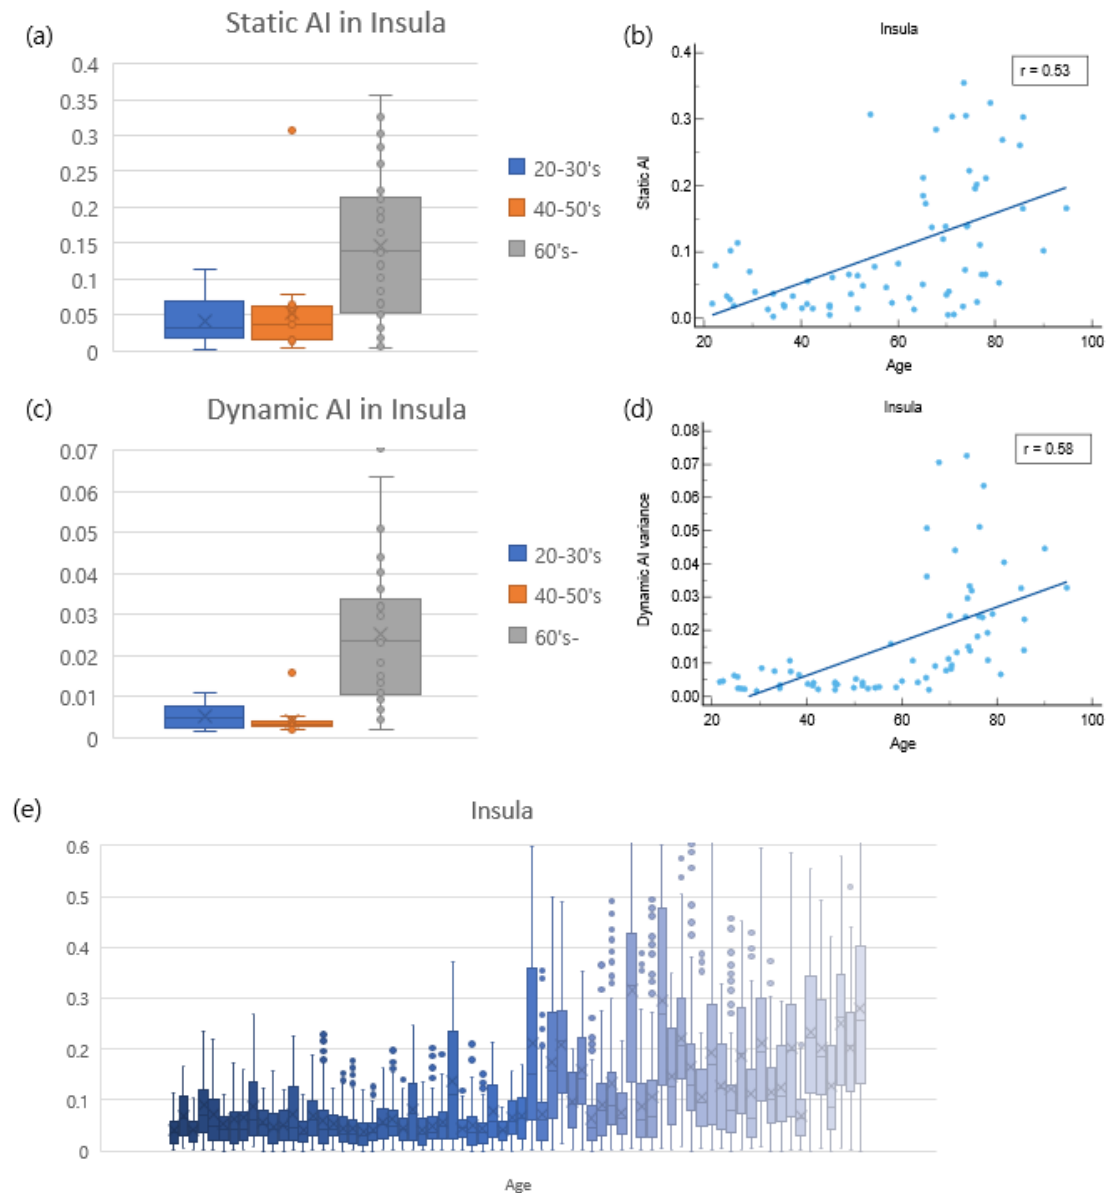 (a)
Static AI in Insula
0.4
0.35
0.3
0.25
0.2
0.15
0.1
0.05
0
20-30's
40-50's
60's-
(b)
Insula
r = 0.53
Static AI
0.4
0.3
0.2
0.1
0.0
20 40 60 80 100
Age
(c)
Dynamic AI in Insula
0.07
0.06
0.05
0.04
0.03
0.02
0.01
0
20-30's
40-50's
60's-
(d)
Insula
r = 0.58
Dynamic AI variance
0.08
0.07
0.06
0.05
0.04
0.03
0.02
0.01
0.00
20 40 60 80 100
Age
(e)
Insula
0.6
0.5
0.4
0.3
0.2
0.1
0
Age